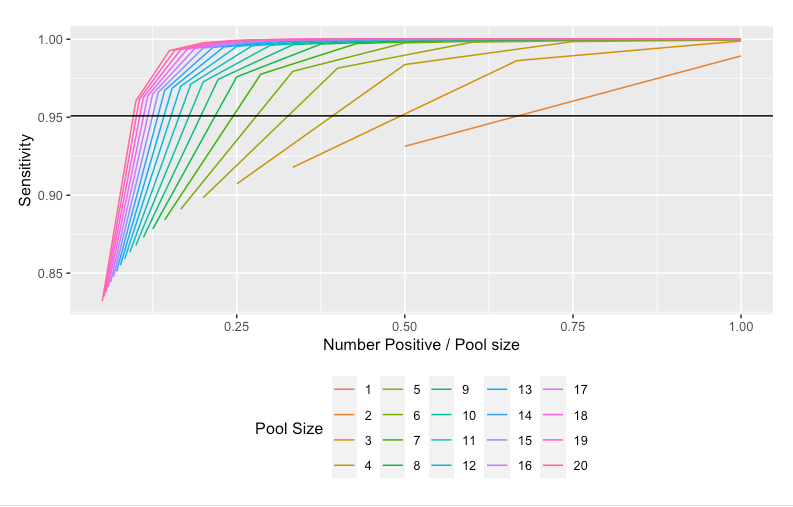 1.00
0.95
0.90
0.85
Sensitivity
0.25 0.50 0.75 1.00
Number Positive / Pool size
Pool Size
1 5 9 13 17
2 6 10 14 18
3 7 11 15 19
4 8 12 16 20